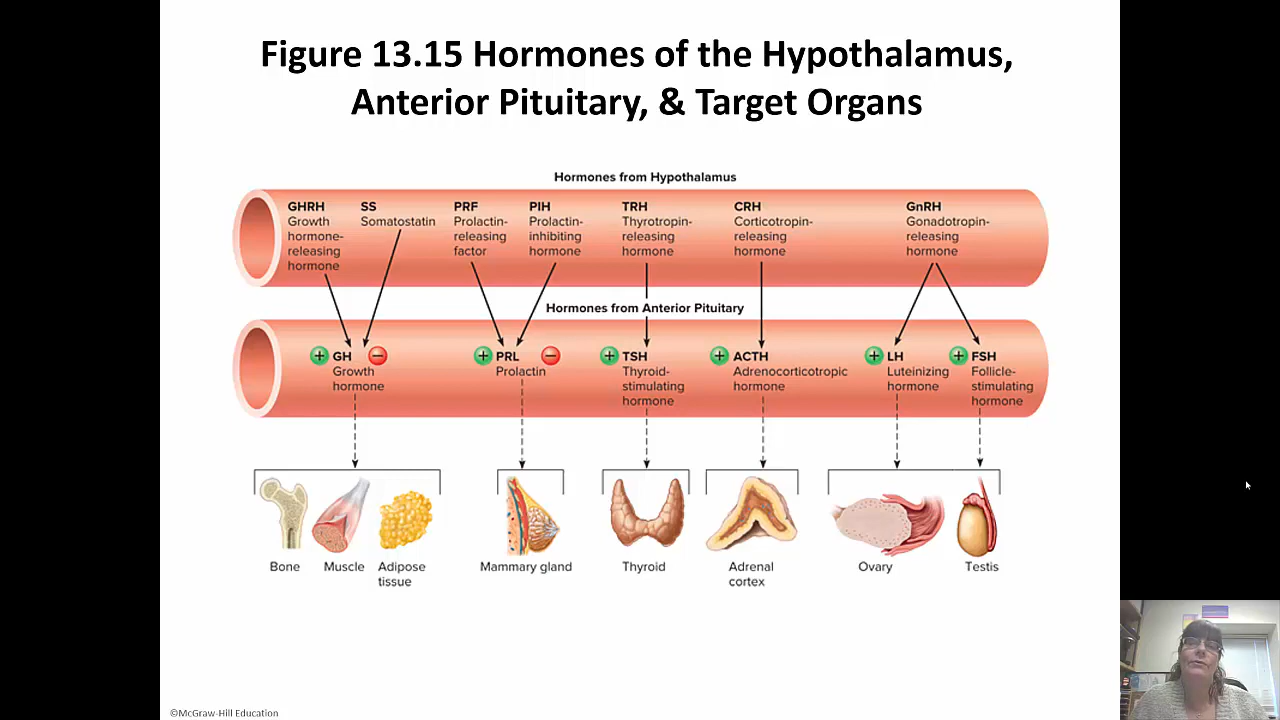 Figure 13.15 Hormones of the Hypothalamus,
Anterior Pituitary, & Target Organs
Hormones from Hypothalamus
GHRH
Growth
hormone-
releasing
hormone
SS
Somatostatin
PRF
Prolactin-
releasing
factor
PIH
Prolactin-
inhibiting
hormone
TRH
Thyrotropin-
releasing
hormone
CRH
Corticotropin-
releasing
hormone
GnRH
Gonadotropin-
releasing
hormone
Hormones from Anterior Pituitary
+ GH −
Growth
hormone
+ PRL −
Prolactin
+ TSH
Thyroid-
stimulating
hormone
+ ACTH
Adrenocorticotropic
hormone
+ LH
Luteinizing
hormone
+ FSH
Follicle-
stimulating
hormone
Bone
Muscle
Adipose
tissue
Mammary gland
Thyroid
Adrenal
cortex
Ovary
Testis
©McGraw-Hill Education